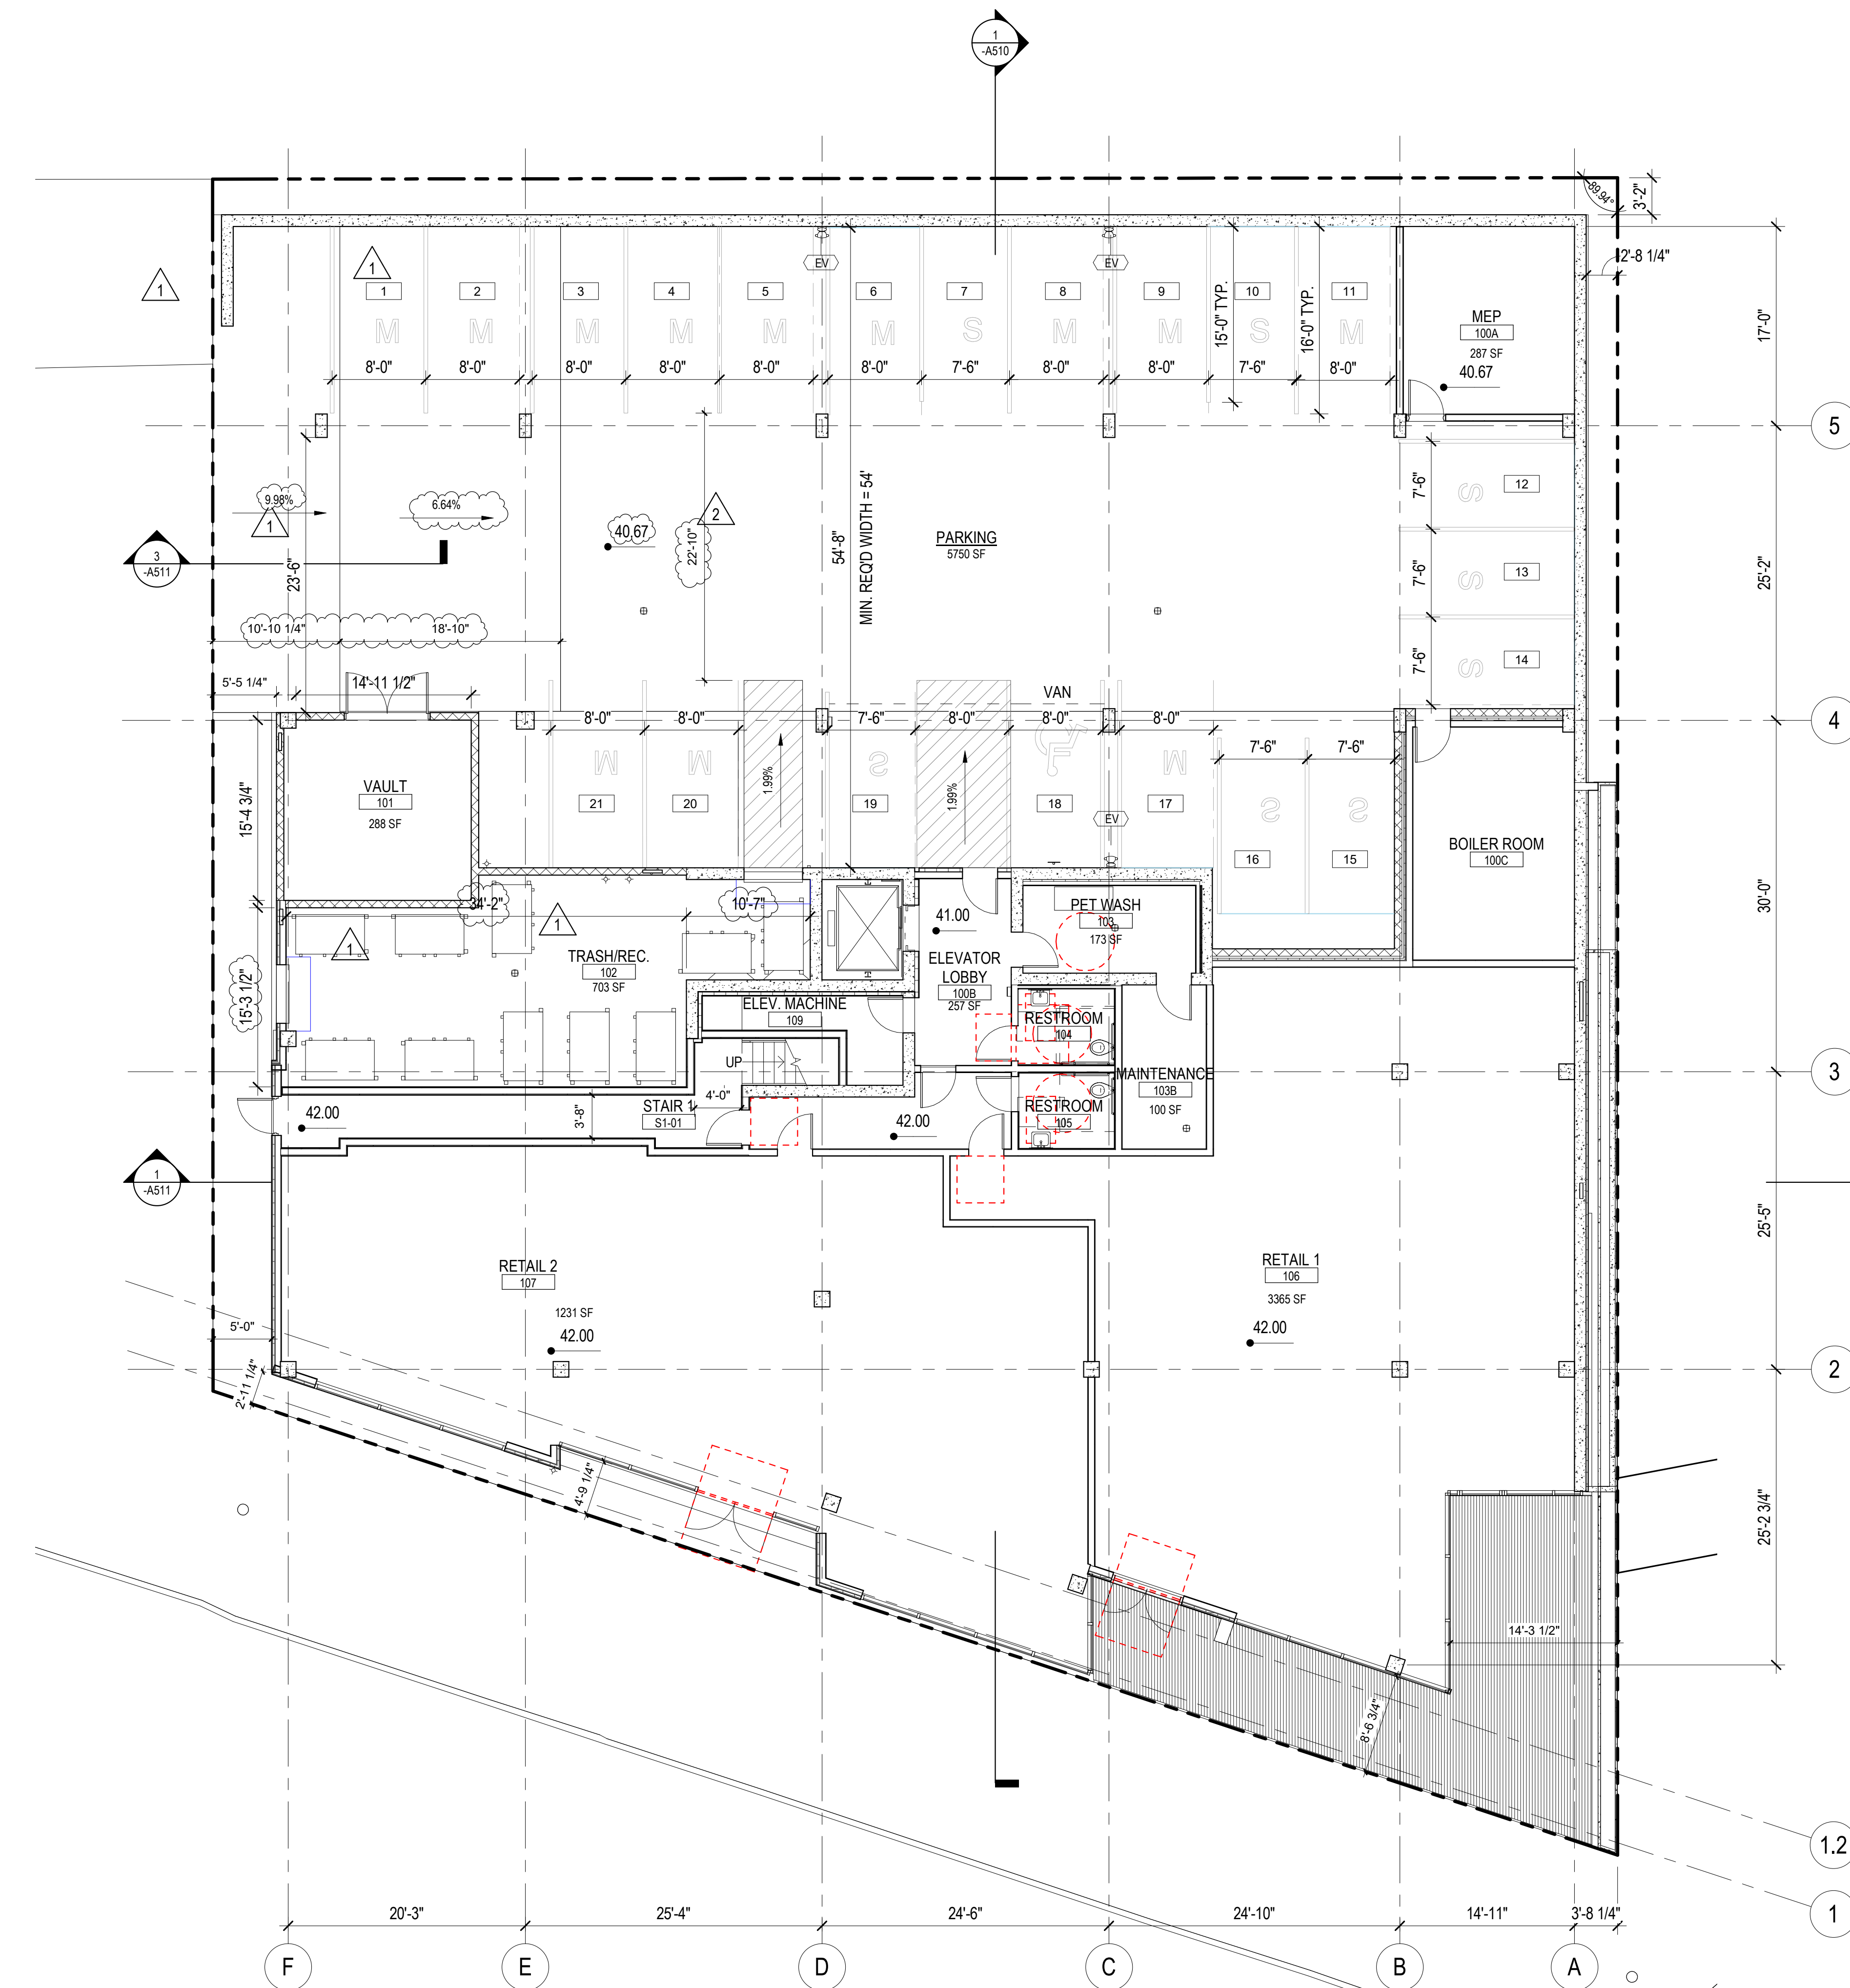 1
-A510
89.94°
3'-2"
2'-8 1/4"
1
1
EV
EV
1
2
3
4
5
6
7
8
9
10
11
M
M
M
M
M
M
S
M
M
S
M
15'-0" TYP.
16'-0" TYP.
8'-0"
8'-0"
8'-0"
8'-0"
8'-0"
8'-0"
7'-6"
8'-0"
8'-0"
7'-6"
8'-0"
MEP
100A
287 SF
40.67
17'-0"
5
9.98%
1
6.64%
40.67
2
22'-10"
54'-8"
MIN. REQ'D WIDTH = 54'
PARKING
5750 SF
7'-6"
S
12
7'-6"
S
13
7'-6"
S
14
25'-2"
3
-A511
23'-6"
10'-10 1/4"
18'-10"
5'-5 1/4"
14'-11 1/2"
VAN
8'-0"
8'-0"
7'-6"
8'-0"
8'-0"
8'-0"
7'-6"
7'-6"
4
M
M
S
M
S
S
1.99%
1.99%
21
20
19
18
17
16
15
EV
VAULT
101
288 SF
15'-4 3/4"
BOILER ROOM
100C
30'-0"
34'-2"
10'-7"
1
1
TRASH/REC.
102
703 SF
15'-3 1/2"
41.00
ELEVATOR
LOBBY
100B
257 SF
PET WASH
103
173 SF
ELEV. MACHINE
109
RESTROOM
104
UP
MAINTENANCE
103B
100 SF
3
4'-0"
3'-8"
STAIR 1
S1-01
42.00
42.00
RESTROOM
105
1
-A511
25'-5"
RETAIL 2
107
1231 SF
42.00
RETAIL 1
106
3365 SF
42.00
5'-0"
2'-11 1/4"
2
4'-9 1/4"
25'-2 3/4"
14'-3 1/2"
8'-6 3/4"
1.2
1
20'-3"
25'-4"
24'-6"
24'-10"
14'-11"
3'-8 1/4"
F
E
D
C
B
A